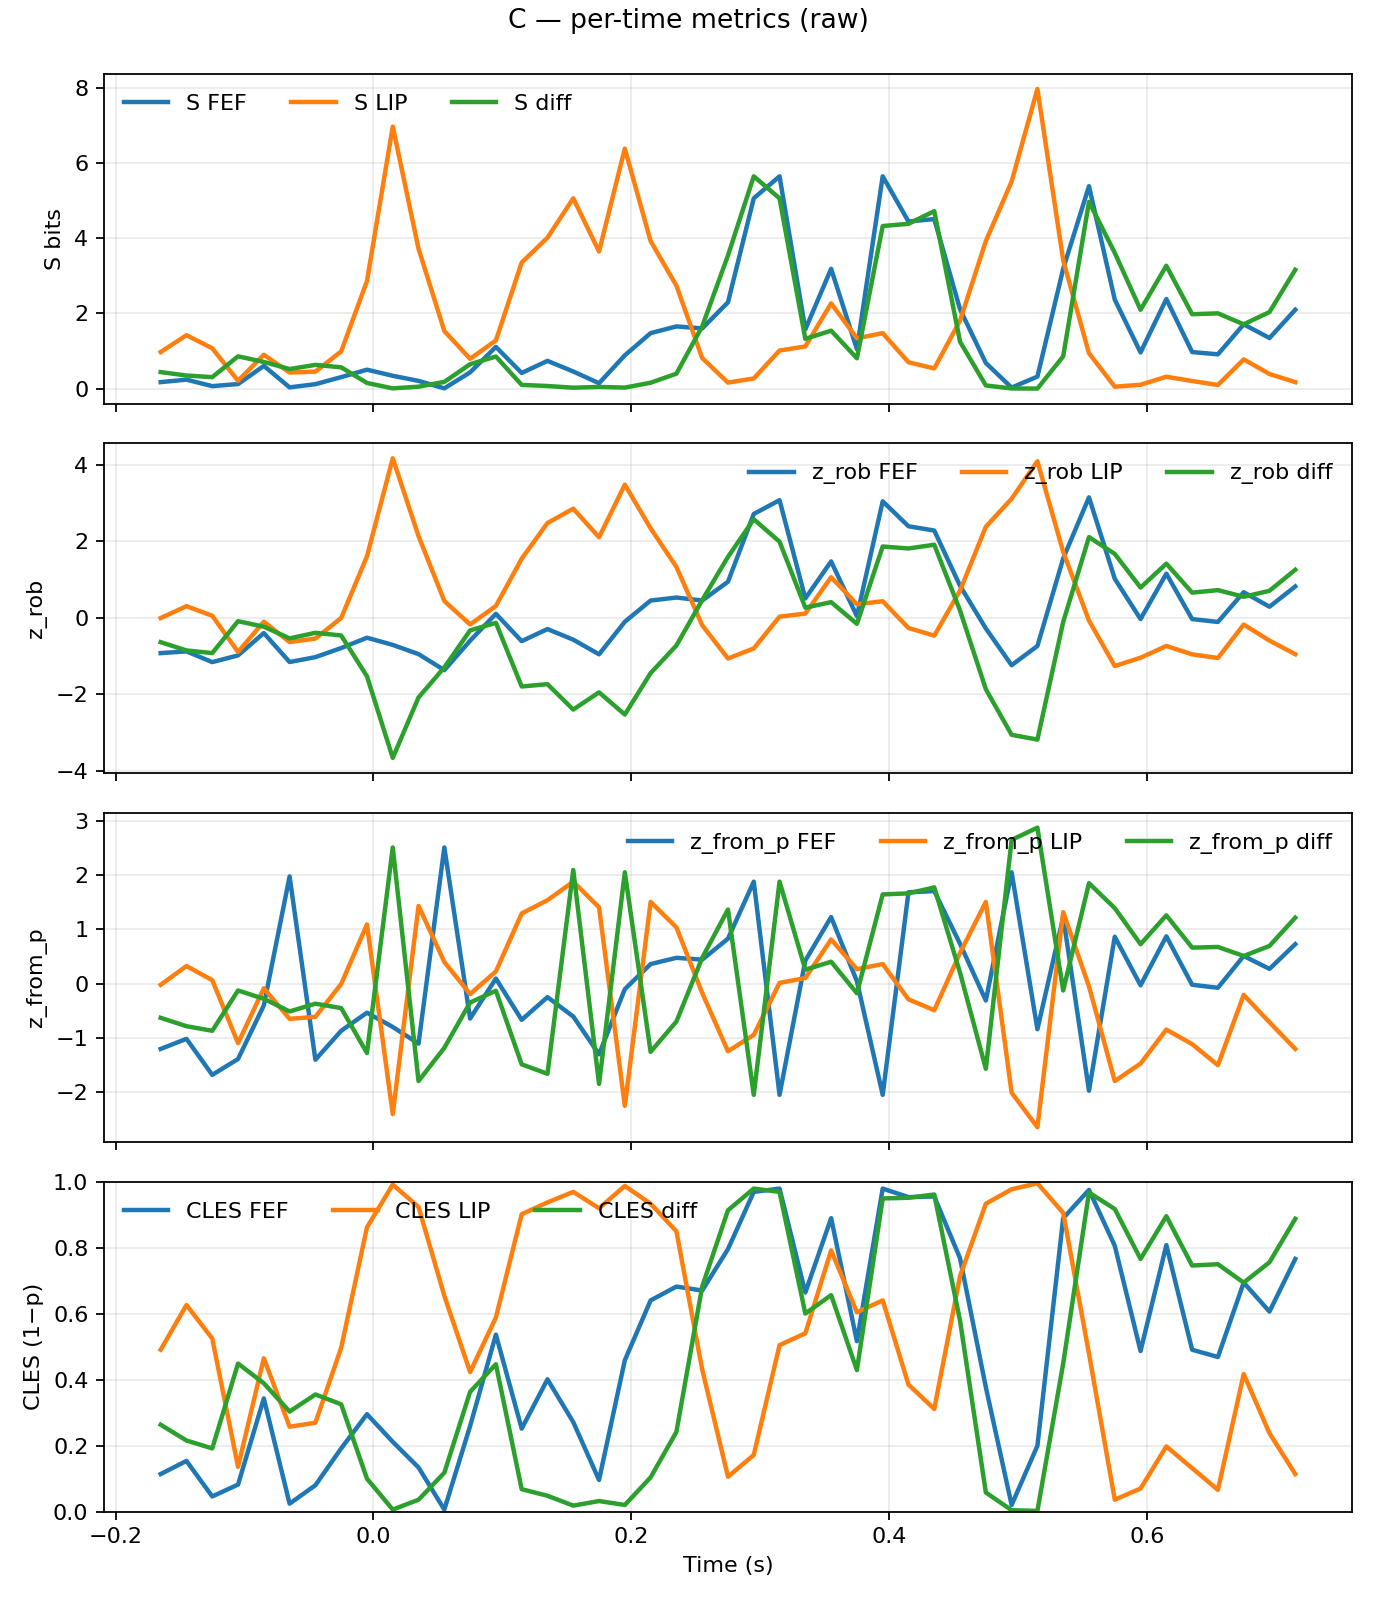 C — per-time metrics (raw)
S FEF S LIP S diff
8
6
4
2
0
S bits
z_rob FEF z_rob LIP z_rob diff
4
2
0
−2
−4
z_rob
z_from_p FEF z_from_p LIP z_from_p diff
3
2
1
0
−1
−2
z_from_p
CLES FEF CLES LIP CLES diff
1.0
0.8
0.6
0.4
0.2
0.0
CLES (1−p)
−0.2 0.0 0.2 0.4 0.6
Time (s)